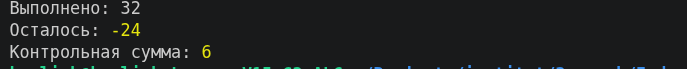 Выполнено: 32
Осталось: -24
Контрольная сумма: 6